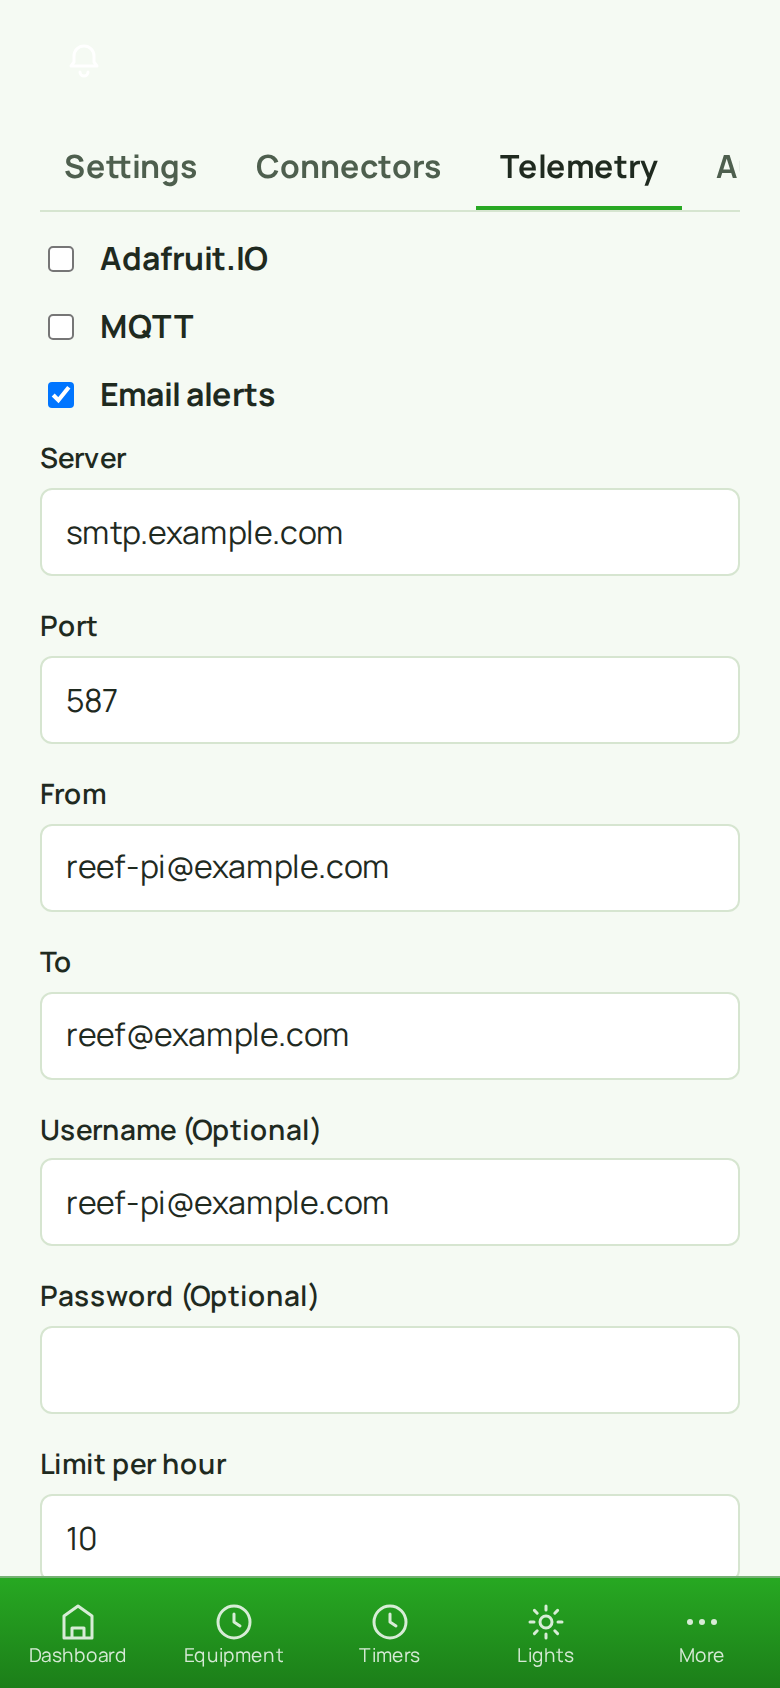 Settings Connectors Telemetry A
Adafruit.IO
MQTT
Email alerts
Server
smtp.example.com
Port
587
From
reef-pi@example.com
To
reef@example.com
Username (Optional)
reef-pi@example.com
Password (Optional)
Limit per hour
10
Dashboard Equipment Timers Lights More